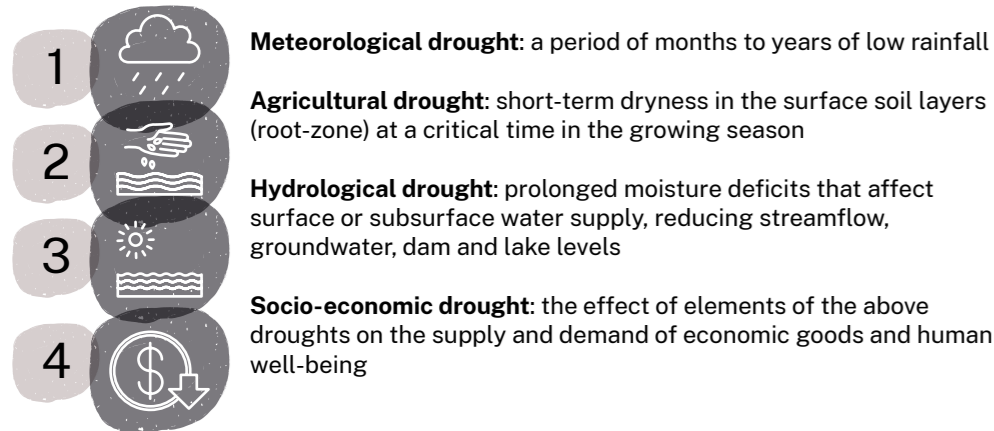 1
Meteorological drought: a period of months to years of low rainfall
2
Agricultural drought: short-term dryness in the surface soil layers
(root-zone) at a critical time in the growing season
3
Hydrological drought: prolonged moisture deficits that affect
surface or subsurface water supply, reducing streamflow,
groundwater, dam and lake levels
4
$
Socio-economic drought: the effect of elements of the above
droughts on the supply and demand of economic goods and human
well-being